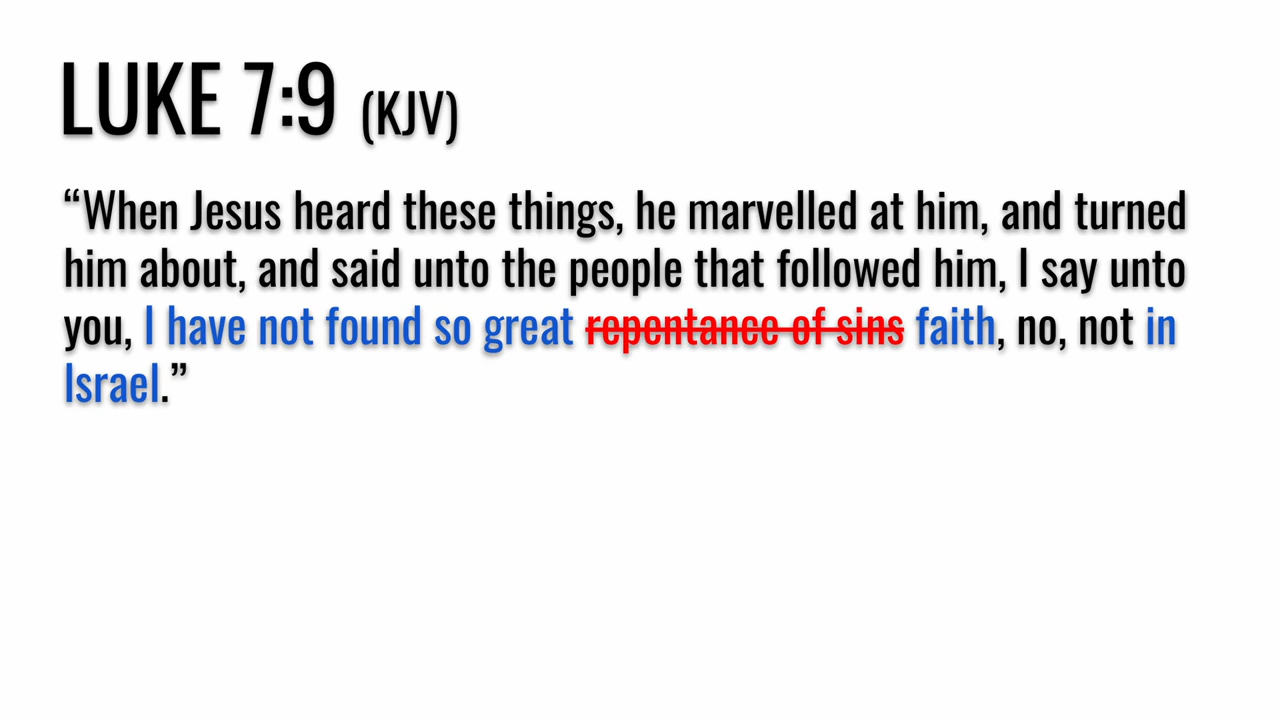 LUKE 7:9 (KJV)
“When Jesus heard these things, he marvelled at him, and turned
him about, and said unto the people that followed him, I say unto
you, I have not found so great repentance of sins faith, no, not in
Israel.”